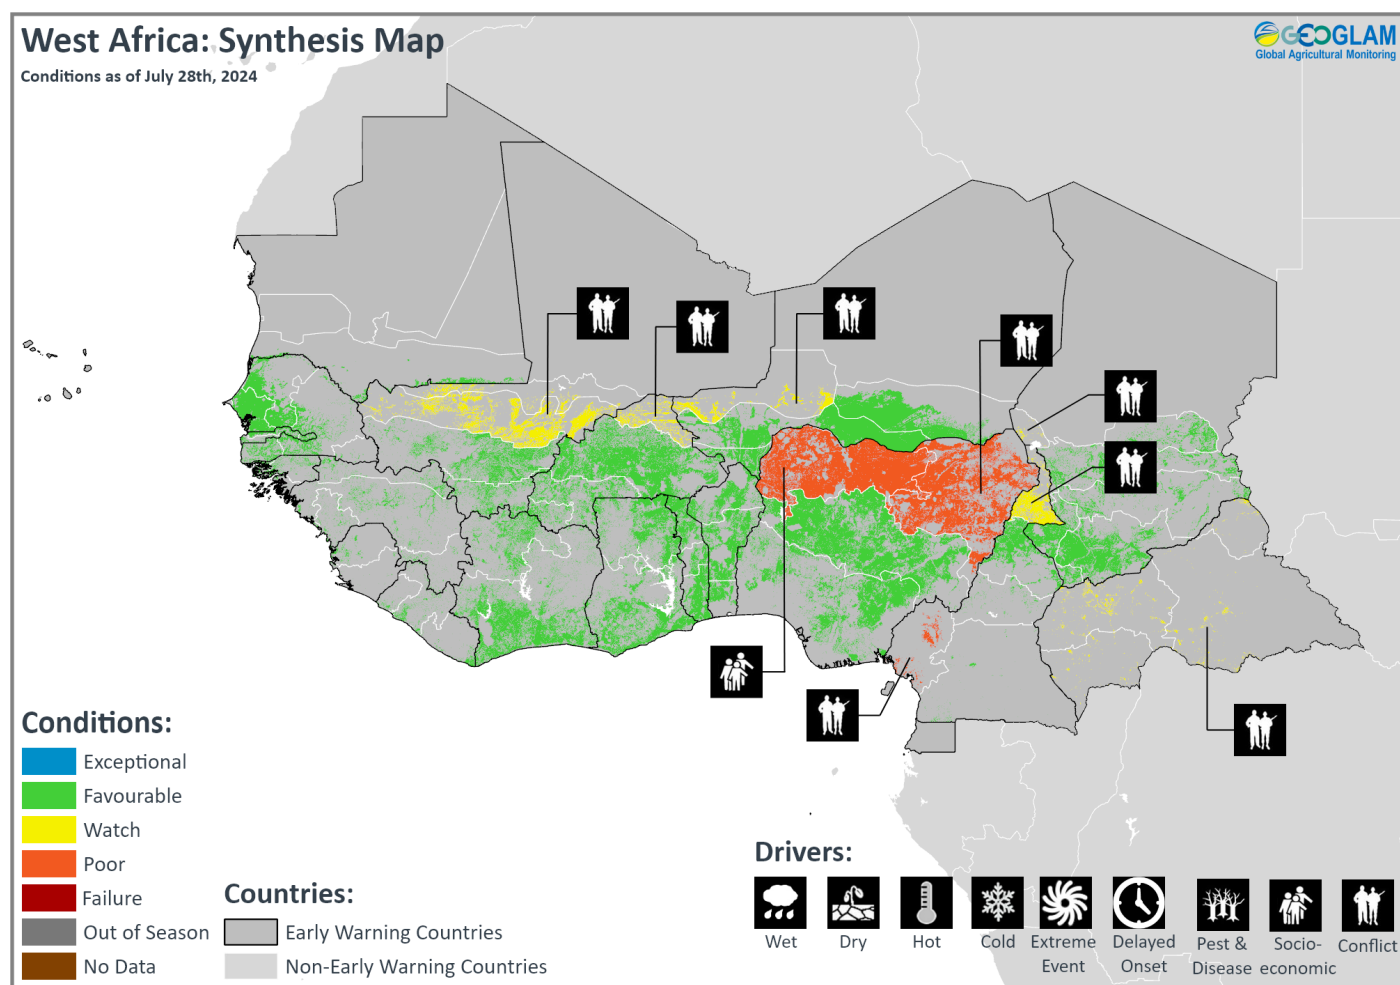 West Africa: Synthesis Map
Conditions as of July 28th, 2024
GEOGLAM
Global Agricultural Monitoring
Conditions:
Exceptional
Favourable
Watch
Poor
Failure
Out of Season
No Data
Countries:
Early Warning Countries
Non-Early Warning Countries
Drivers:
Wet
Dry
Hot
Cold
Extreme
Event
Delayed
Onset
Pest &
Disease
Socio-
economic
Conflict